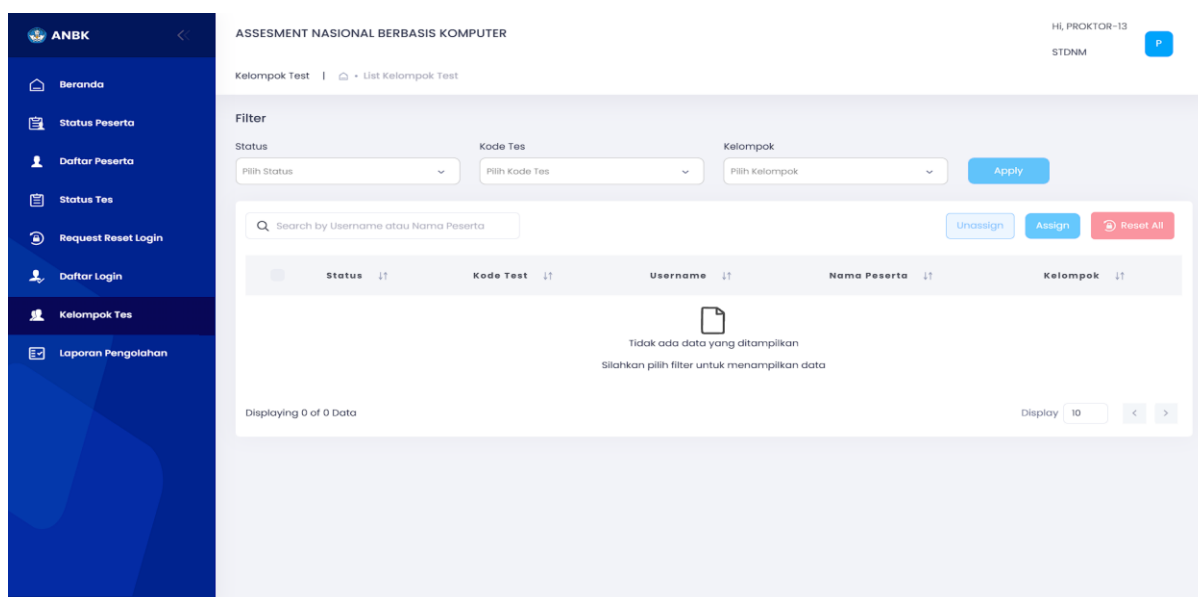 ANBK
Beranda
Status Peserta
Daftar Peserta
Status Tes
Request Reset Login
Daftar Login
Kelompok Tes
Laporan Pengolahan
ASSESMENT NASIONAL BERBASIS KOMPUTER
Hi, PROKTOR-13
STDNM
P
Kelompok Test | • List Kelompok Test
Filter
Status Kode Tes Kelompok
Pilih Status Pilih Kode Tes Pilih Kelompok Apply
Search by Username atau Nama Peserta Unassign Assign Reset All
Status Kode Test Username Nama Peserta Kelompok
Tidak ada data yang ditampilkan
Silahkan pilih filter untuk menampilkan data
Displaying 0 of 0 Data Display 10 < >